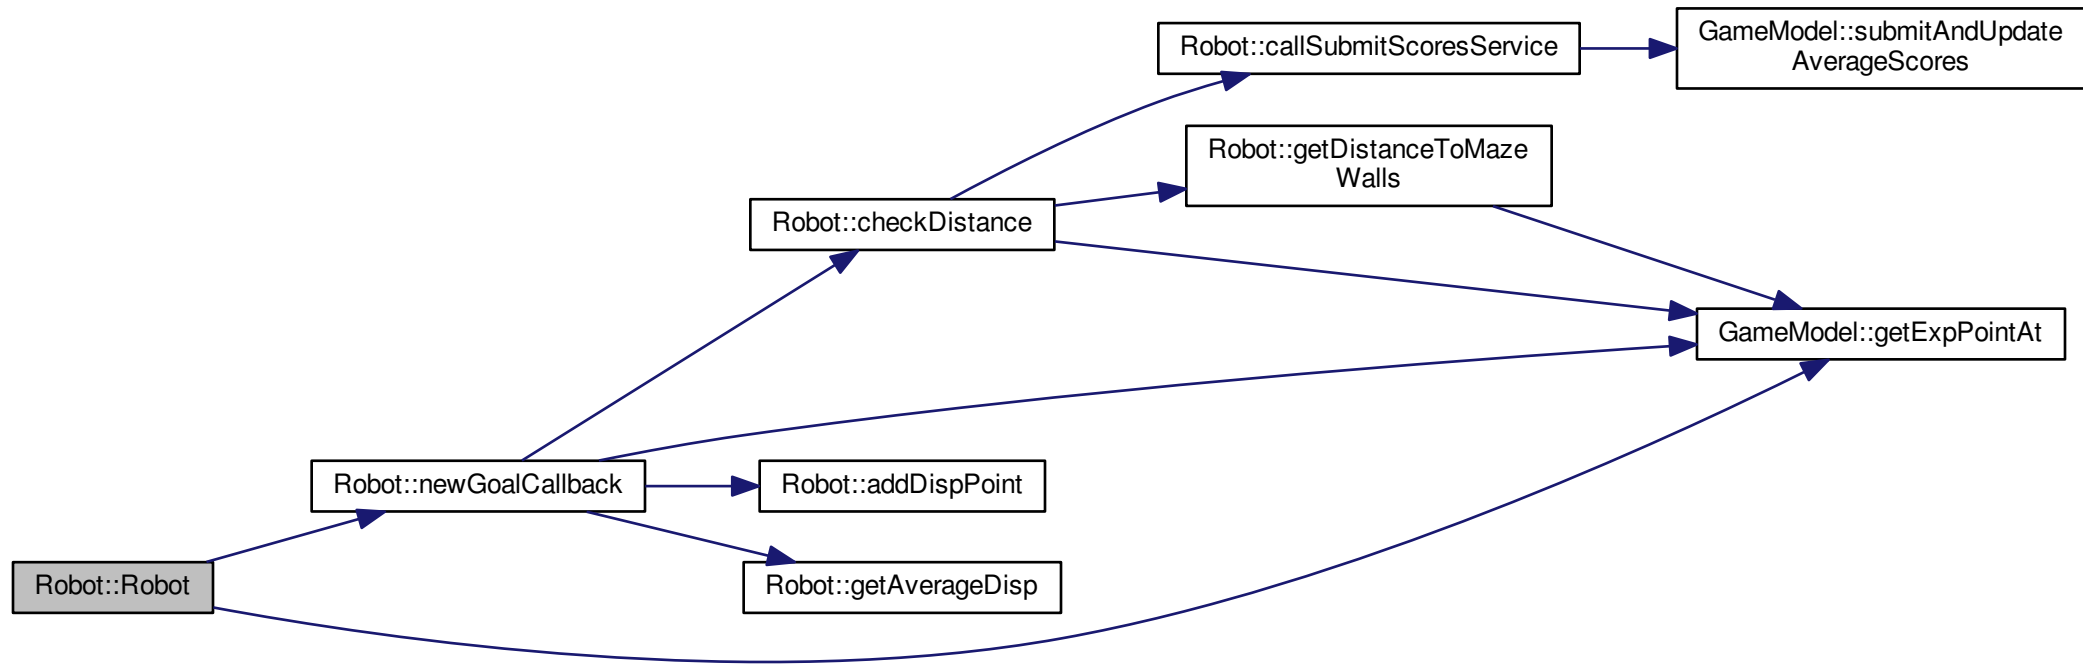 Robot::callSubmitScoresService
GameModel::submitAndUpdate
AverageScores
Robot::getDistanceToMaze
Walls
Robot::checkDistance
GameModel::getExpPointAt
Robot::newGoalCallback
Robot::addDispPoint
Robot::Robot
Robot::getAverageDisp